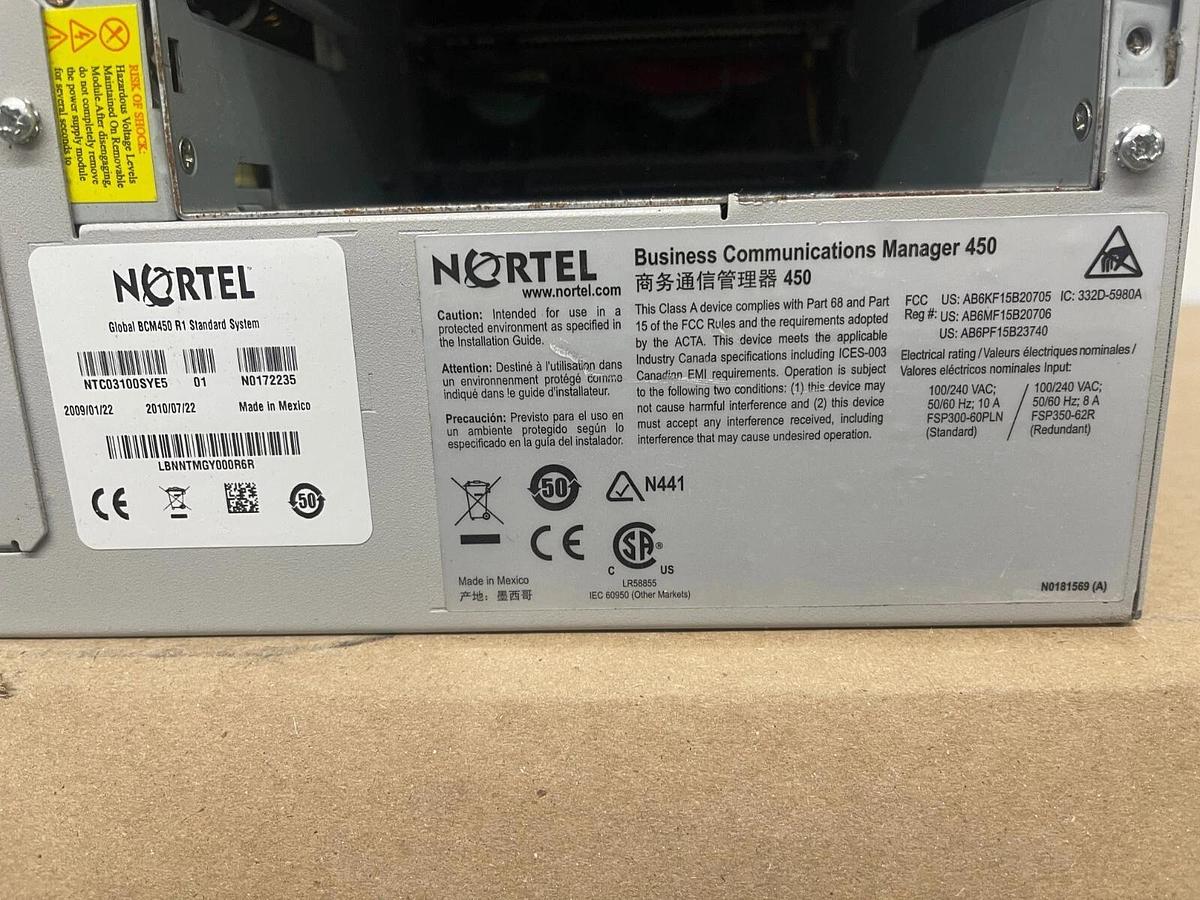 RISK OF SHOCK:
Hazardous Voltage Levels
Maintained On Removable
Module.After disengaging,
do not completely remove
the power supply module
for several seconds to
NORTEL™
Global BCM450 R1 Standard System
NTC03100SYE5 01 N0172235
2009/01/22 2010/07/22 Made in Mexico
LBNNTMGY000R6R
CE
50
NORTEL
www.nortel.com
Caution: Intended for use in a
protected environment as specified in
the Installation Guide.
Attention: Destiné à l'utilisation dans
un environnenment protégé comme
indiqué dans le guide d'installateur.
Precaución: Previsto para el uso en
un ambiente protegido según lo
especificado en la guía del instalador.
Business Communications Manager 450
商务通信管理器 450
This Class A device complies with Part 68 and Part
15 of the FCC Rules and the requirements adopted
by the ACTA. This device meets the applicable
Industry Canada specifications including ICES-003
Canadian EMI requirements. Operation is subject
to the following two conditions: (1) this device may
not cause harmful interference and (2) this device
must accept any interference received, including
interference that may cause undesired operation.
FCC US: AB6KF15B20705 IC: 332D-5980A
Reg #: US: AB6MF15B20706
US: AB6PF15B23740
Electrical rating / Valeurs électriques nominales /
Valores eléctricos nominales Input:
100/240 VAC;
50/60 Hz; 10 A
FSP300-60PLN
(Standard)
/
100/240 VAC;
50/60 Hz; 8 A
FSP350-62R
(Redundant)
50
N441
CE
SA®
C US
LR58855
IEC 60950 (Other Markets)
Made in Mexico
产地：墨西哥
N0181569 (A)